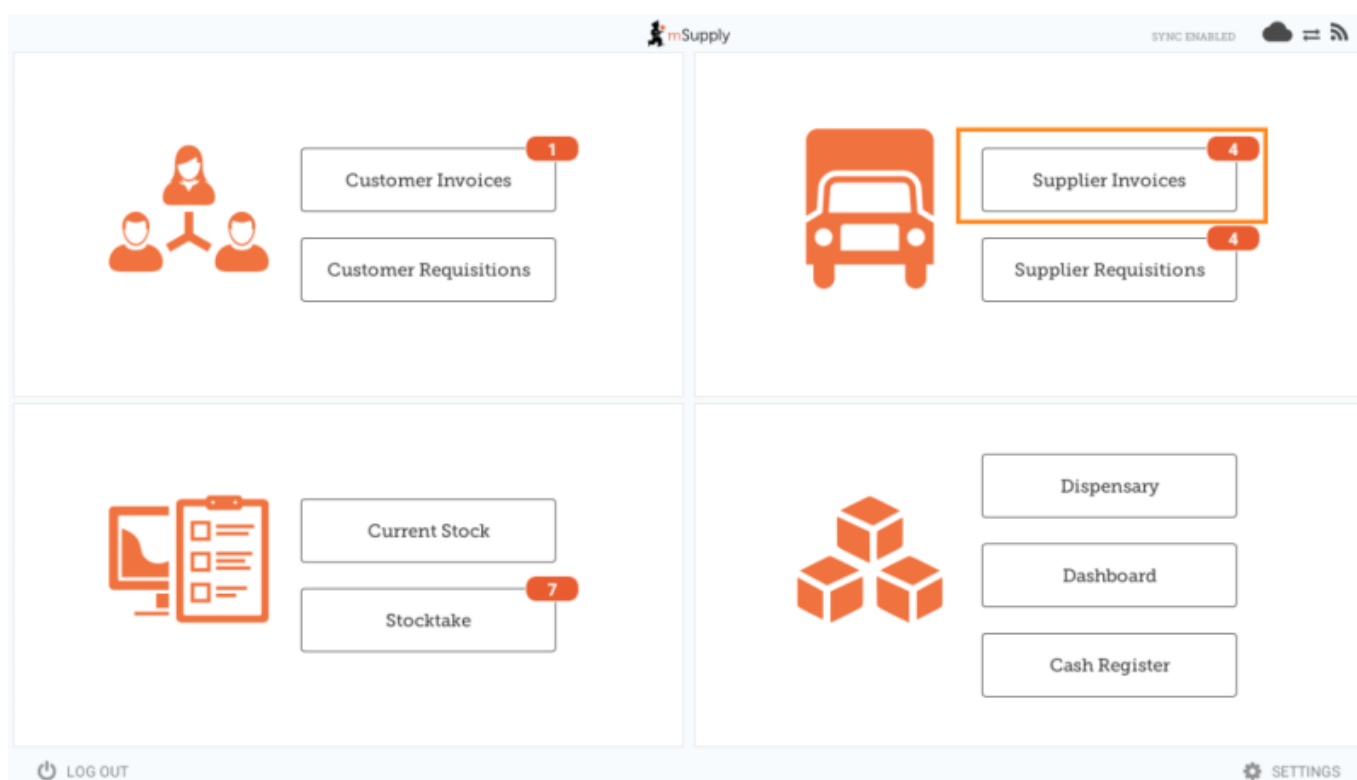 mSupply
SYNC ENABLED
1
Customer Invoices
Customer Requisitions
4
Supplier Invoices
4
Supplier Requisitions
Current Stock
7
Stocktake
Dispensary
Dashboard
Cash Register
LOG OUT
SETTINGS